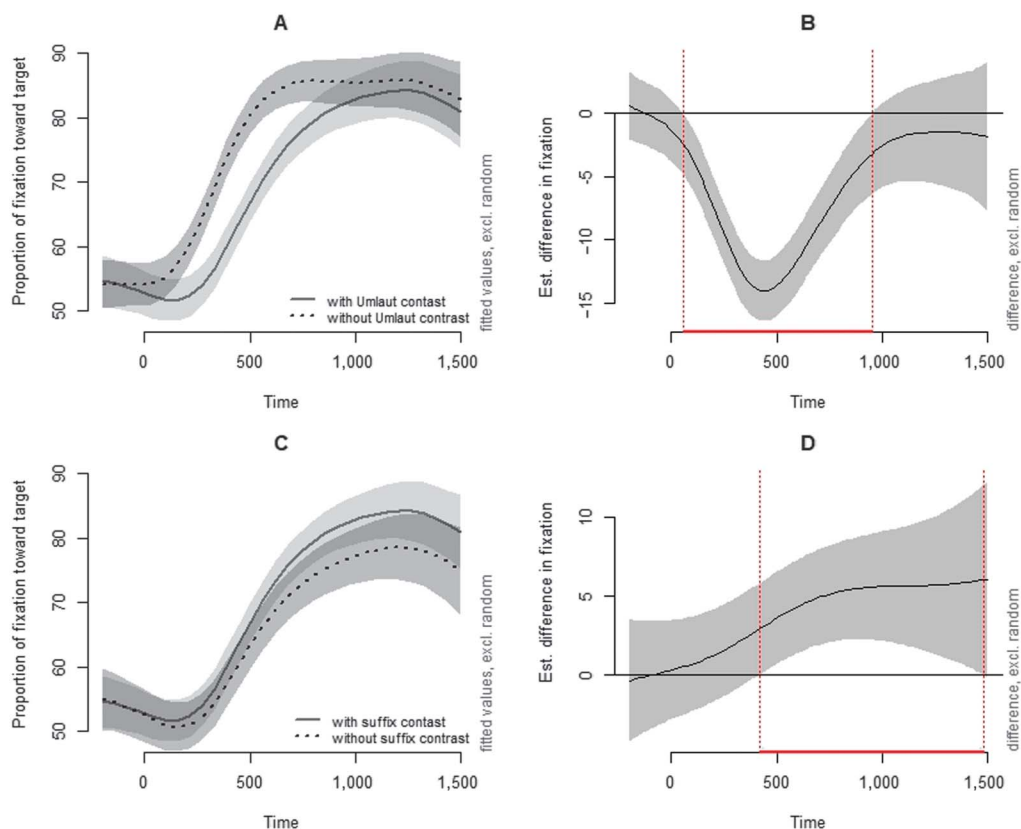 A
Proportion of fixation toward target
90
80
70
60
50
with Umlaut contast
without Umlaut contrast
fitted values, excl. random
0
500
1,000
1,500
Time
B
Est. difference in fixation
0
−5
−10
−15
difference, excl. random
0
500
1,000
1,500
Time
C
Proportion of fixation toward target
90
80
70
60
50
with suffix contast
without suffix contrast
fitted values, excl. random
0
500
1,000
1,500
Time
D
Est. difference in fixation
10
5
0
difference, excl. random
0
500
1,000
1,500
Time